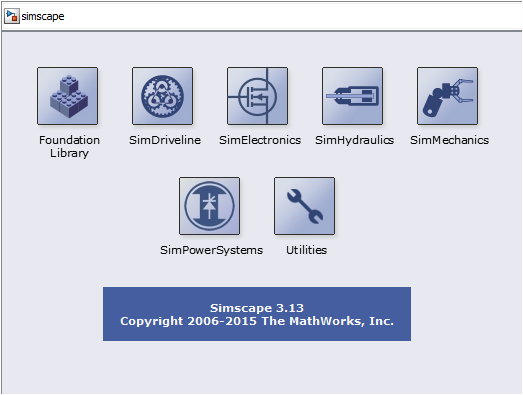 simscape
Foundation
Library
SimDriveline
SimElectronics
SimHydraulics
SimMechanics
SimPowerSystems
Utilities
Simscape 3.13
Copyright 2006-2015 The MathWorks, Inc.